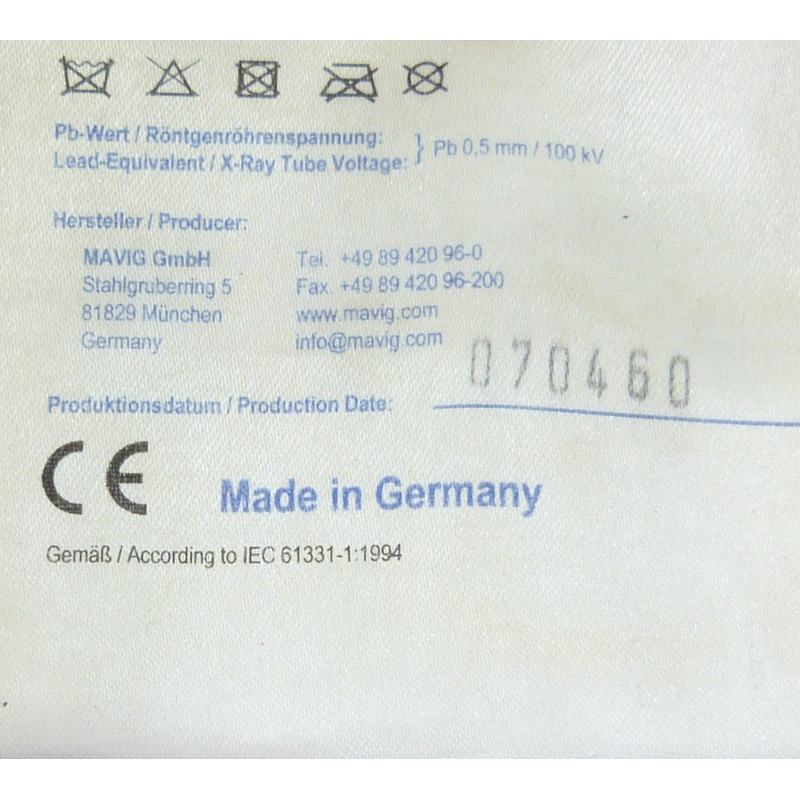 Pb-Wert / Röntgenröhrenspannung:
Lead-Equivalent / X-Ray Tube Voltage: } Pb 0,5 mm / 100 kV
Hersteller / Producer:
MAVIG GmbH Tel. +49 89 420 96-0
Stahlgruberring 5 Fax. +49 89 420 96-200
81829 München www.mavig.com
Germany info@mavig.com
070460
Produktionsdatum / Production Date:
CE
Made in Germany
Gemäß / According to IEC 61331-1:1994